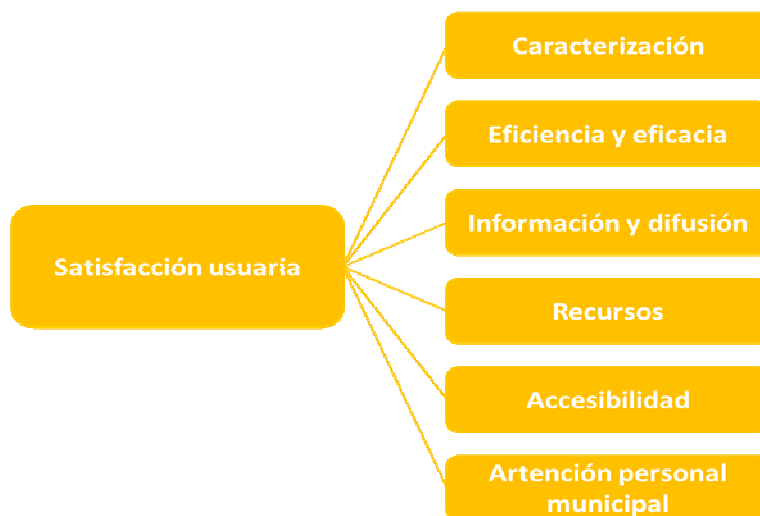 Caracterización
Eficiencia y eficacia
Información y difusión
Satisfacción usuaria
Recursos
Accesibilidad
Artención personal
municipal